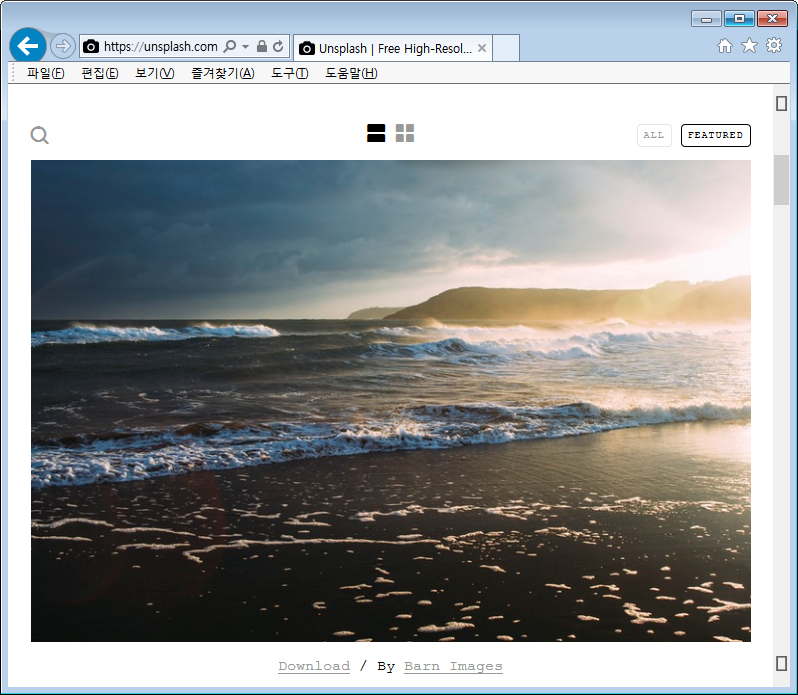 https://unsplash.com
Unsplash | Free High-Resol...
파일(F) 편집(E) 보기(V) 즐겨찾기(A) 도구(T) 도움말(H)
ALL FEATURED
Download / By Barn Images